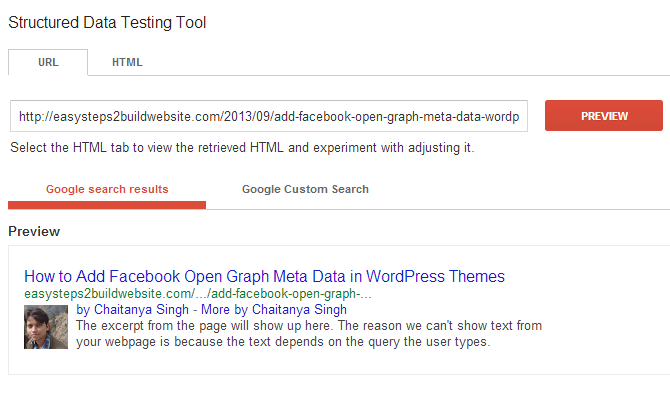 Structured Data Testing Tool
URL HTML
http://easysteps2buildwebsite.com/2013/09/add-facebook-open-graph-meta-data-wordp
PREVIEW
Select the HTML tab to view the retrieved HTML and experiment with adjusting it.
Google search results Google Custom Search
Preview
How to Add Facebook Open Graph Meta Data in WordPress Themes
easysteps2buildwebsite.com/.../add-facebook-open-graph-...
by Chaitanya Singh - More by Chaitanya Singh
The excerpt from the page will show up here. The reason we can't show text from
your webpage is because the text depends on the query the user types.